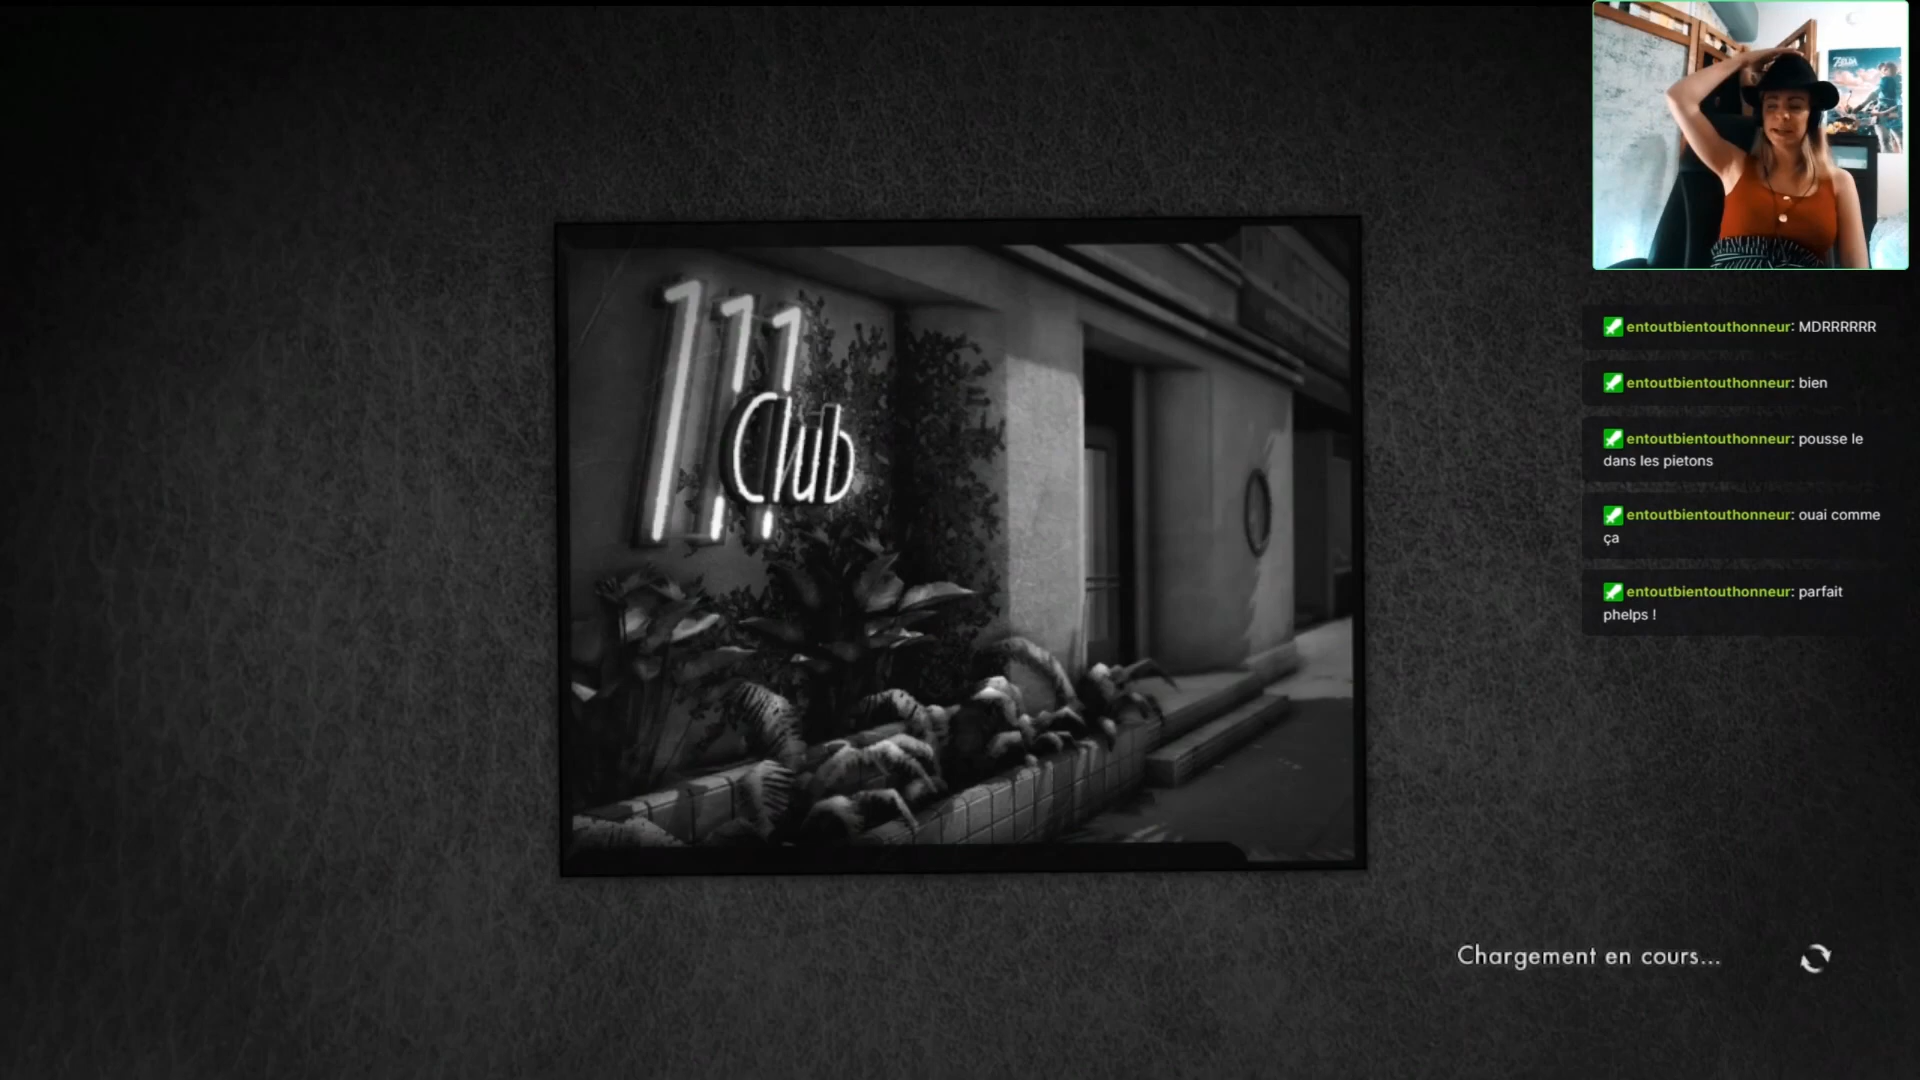 ZELDA
111
Club
entoutbientouthonneur: MDRRRRRR
entoutbientouthonneur: bien
entoutbientouthonneur: pousse le
dans les pietons
entoutbientouthonneur: ouai comme
ça
entoutbientouthonneur: parfait
phelps !
Chargement en cours...